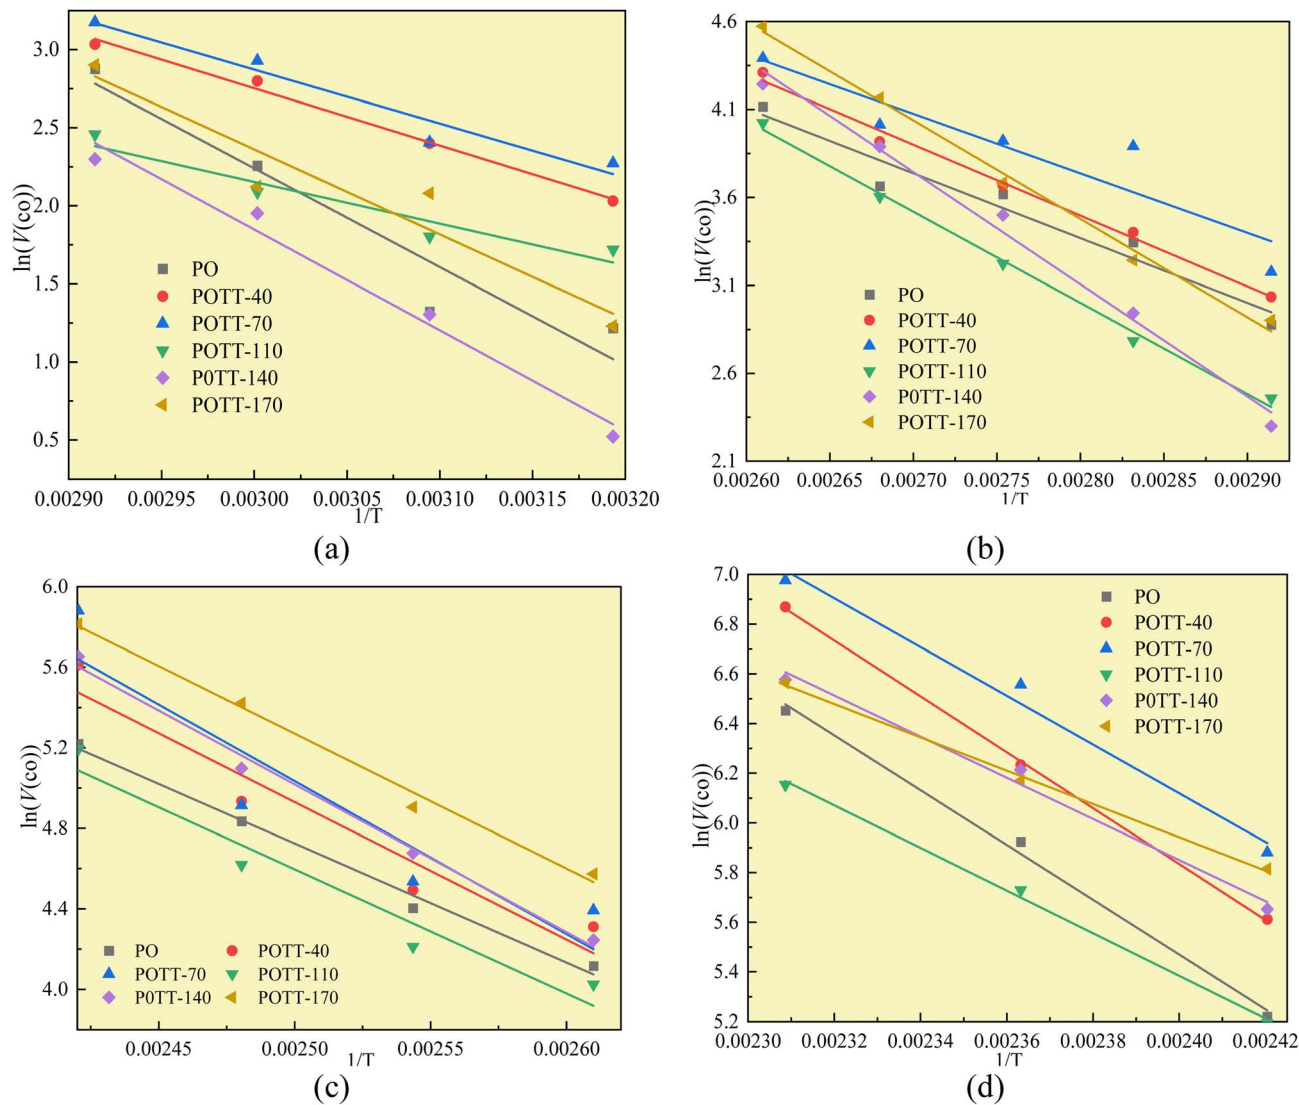 3.0
2.5
2.0
1.5
1.0
0.5
ln(V(co))
PO
POTT-40
POTT-70
POTT-110
P0TT-140
POTT-170
0.00290 0.00295 0.00300 0.00305 0.00310 0.00315 0.00320
1/T
(a)
4.6
4.1
3.6
3.1
2.6
2.1
ln(V(co))
PO
POTT-40
POTT-70
POTT-110
P0TT-140
POTT-170
0.00260 0.00265 0.00270 0.00275 0.00280 0.00285 0.00290
1/T
(b)
6.0
5.6
5.2
4.8
4.4
4.0
ln(V(co))
PO POTT-40
POTT-70 POTT-110
P0TT-140 POTT-170
0.00245 0.00250 0.00255 0.00260
1/T
(c)
7.0
6.8
6.6
6.4
6.2
6.0
5.8
5.6
5.4
5.2
ln(V(co))
PO
POTT-40
POTT-70
POTT-110
P0TT-140
POTT-170
0.00230 0.00232 0.00234 0.00236 0.00238 0.00240 0.00242
1/T
(d)